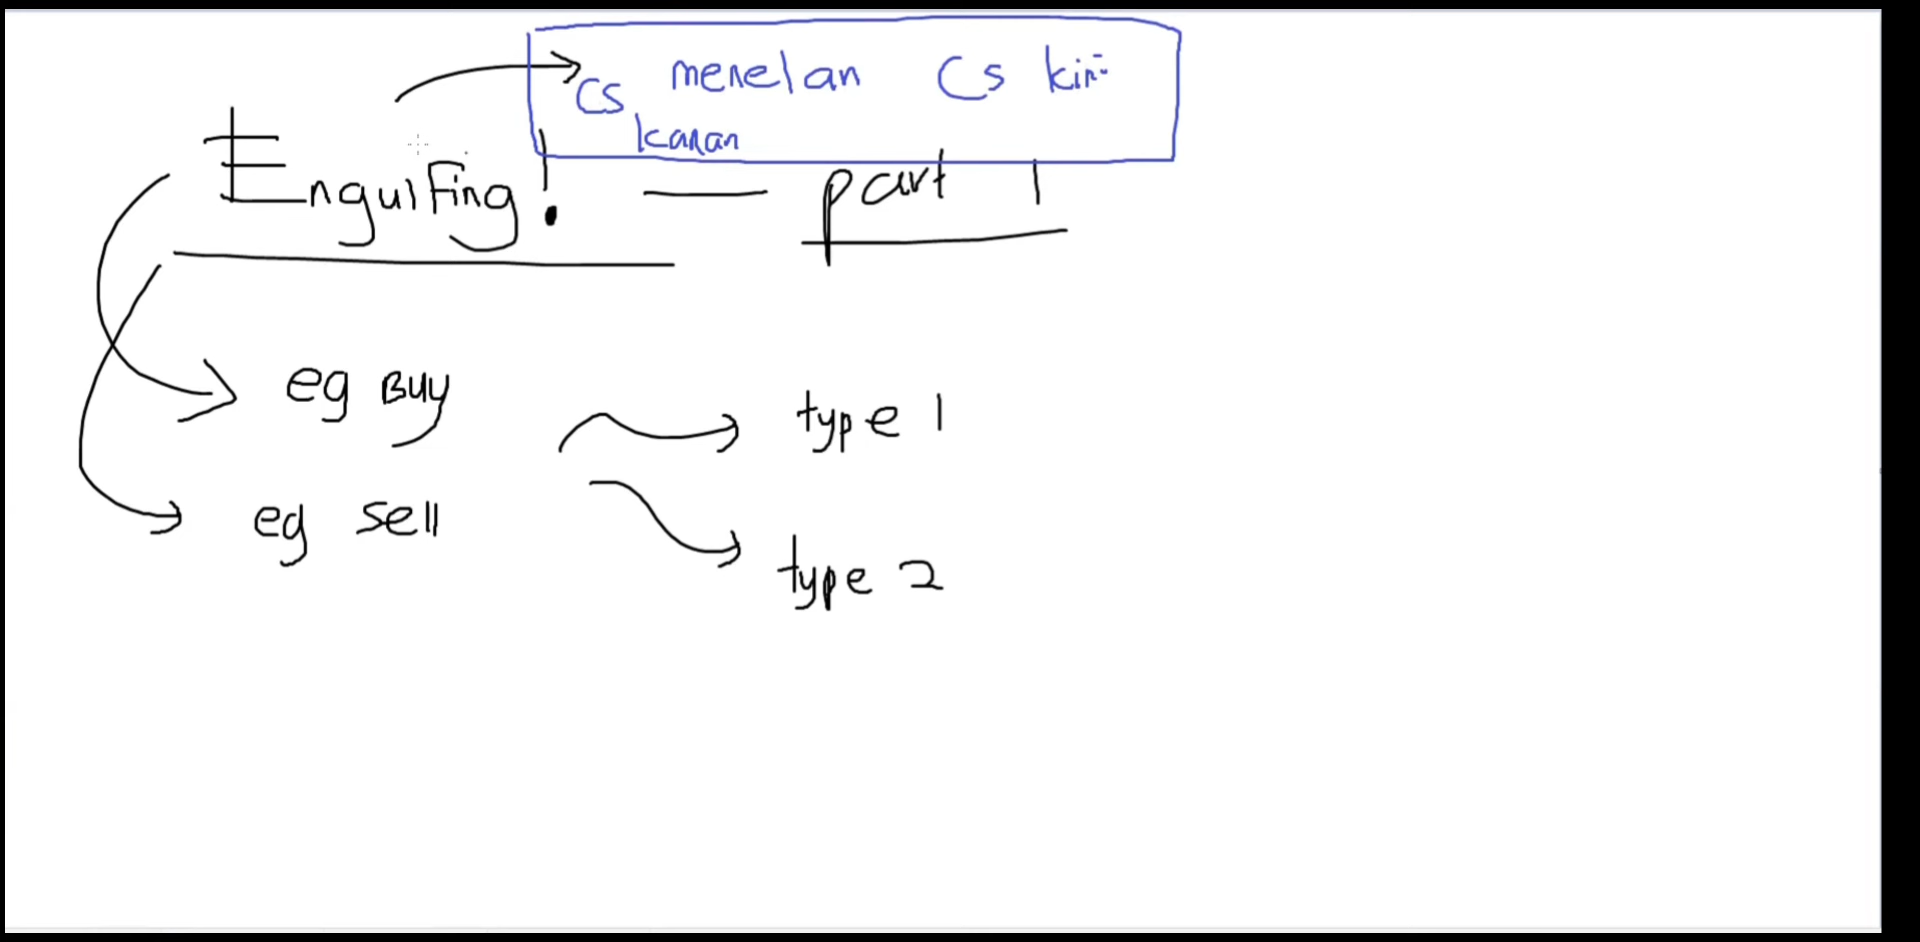 Cs menelan Cs kiri
kanan
Engulfing! — part 1
eg BUY
type 1
eg sell
type 2